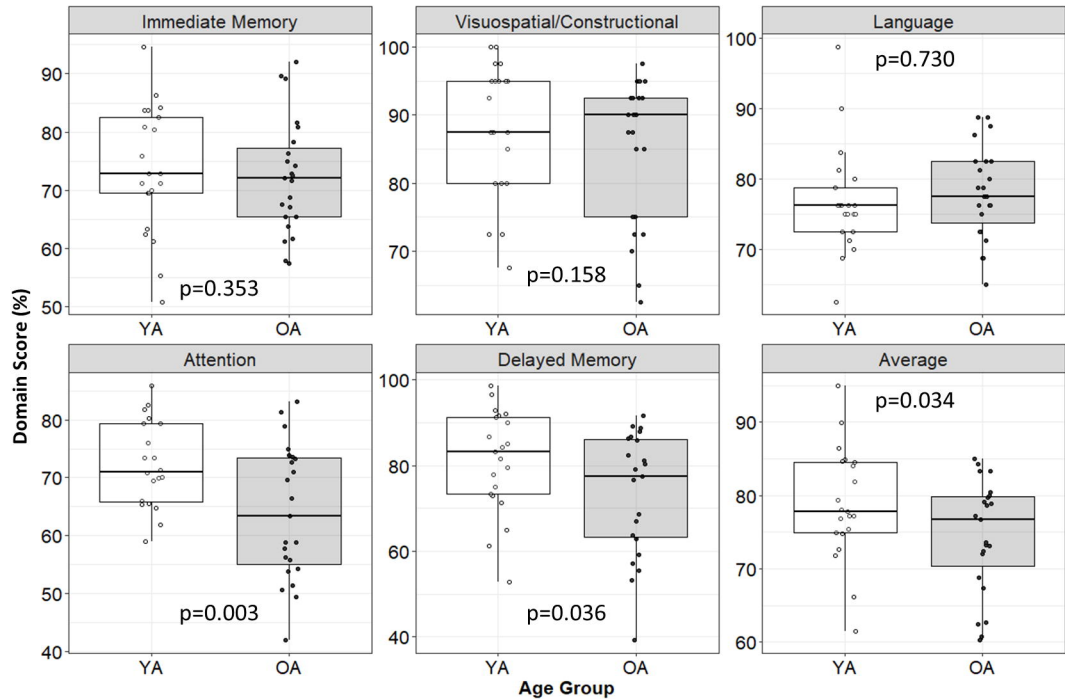 Immediate Memory
Visuospatial/Constructional
Language
90
80
70
60
50
p=0.353
YA
OA
100
90
80
70
p=0.158
YA
OA
100
90
80
70
p=0.730
YA
OA
Domain Score (%)
Attention
Delayed Memory
Average
80
70
60
50
40
p=0.003
YA
OA
100
80
60
40
p=0.036
YA
OA
90
80
70
60
p=0.034
YA
OA
Age Group